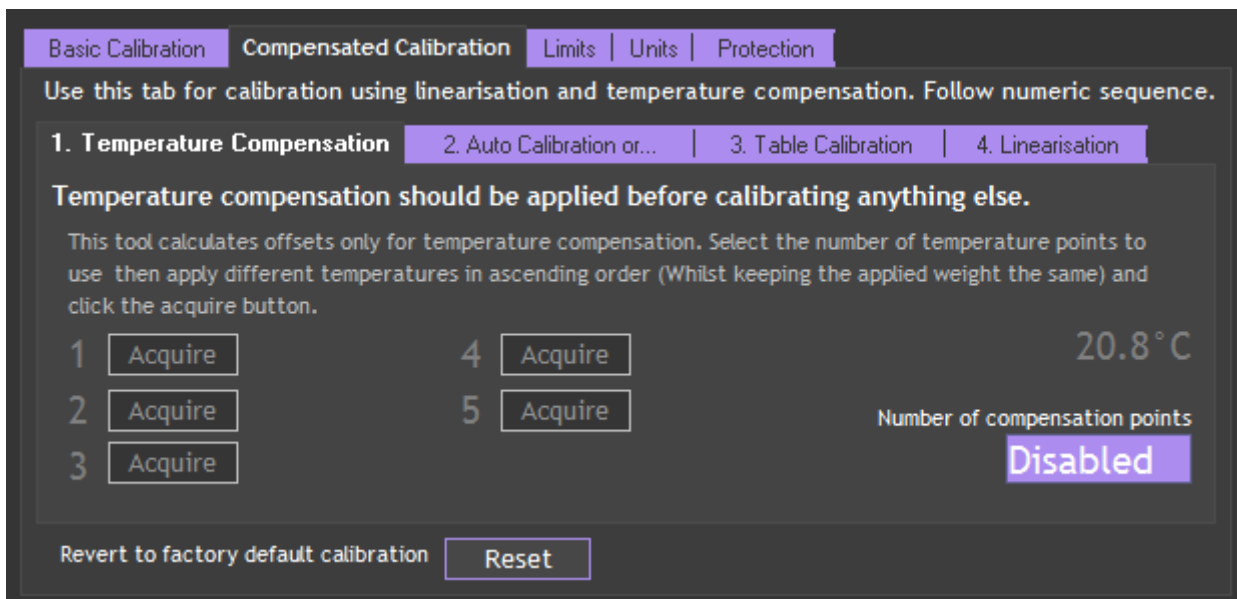 Basic Calibration Compensated Calibration Limits Units Protection
Use this tab for calibration using linearisation and temperature compensation. Follow numeric sequence.
1. Temperature Compensation 2. Auto Calibration or... 3. Table Calibration 4. Linearisation
Temperature compensation should be applied before calibrating anything else.
This tool calculates offsets only for temperature compensation. Select the number of temperature points to
use then apply different temperatures in ascending order (Whilst keeping the applied weight the same) and
click the acquire button.
1 Acquire 4 Acquire 20.8°C
2 Acquire 5 Acquire Number of compensation points
3 Acquire Disabled
Revert to factory default calibration Reset